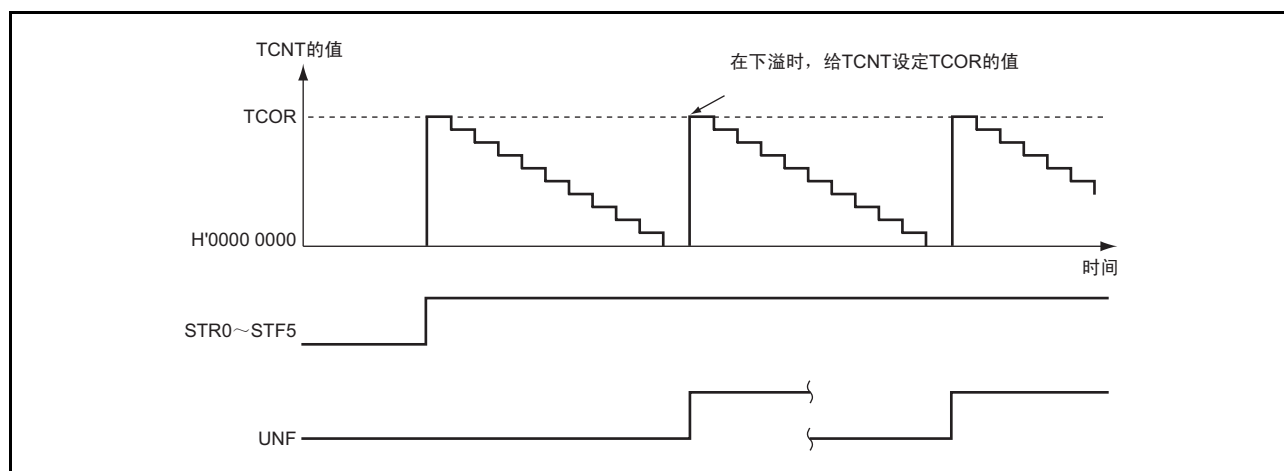 TCNT的值
在下溢时，给TCNT设定TCOR的值
TCOR
H'0000 0000
时间
STR0～STF5
UNF